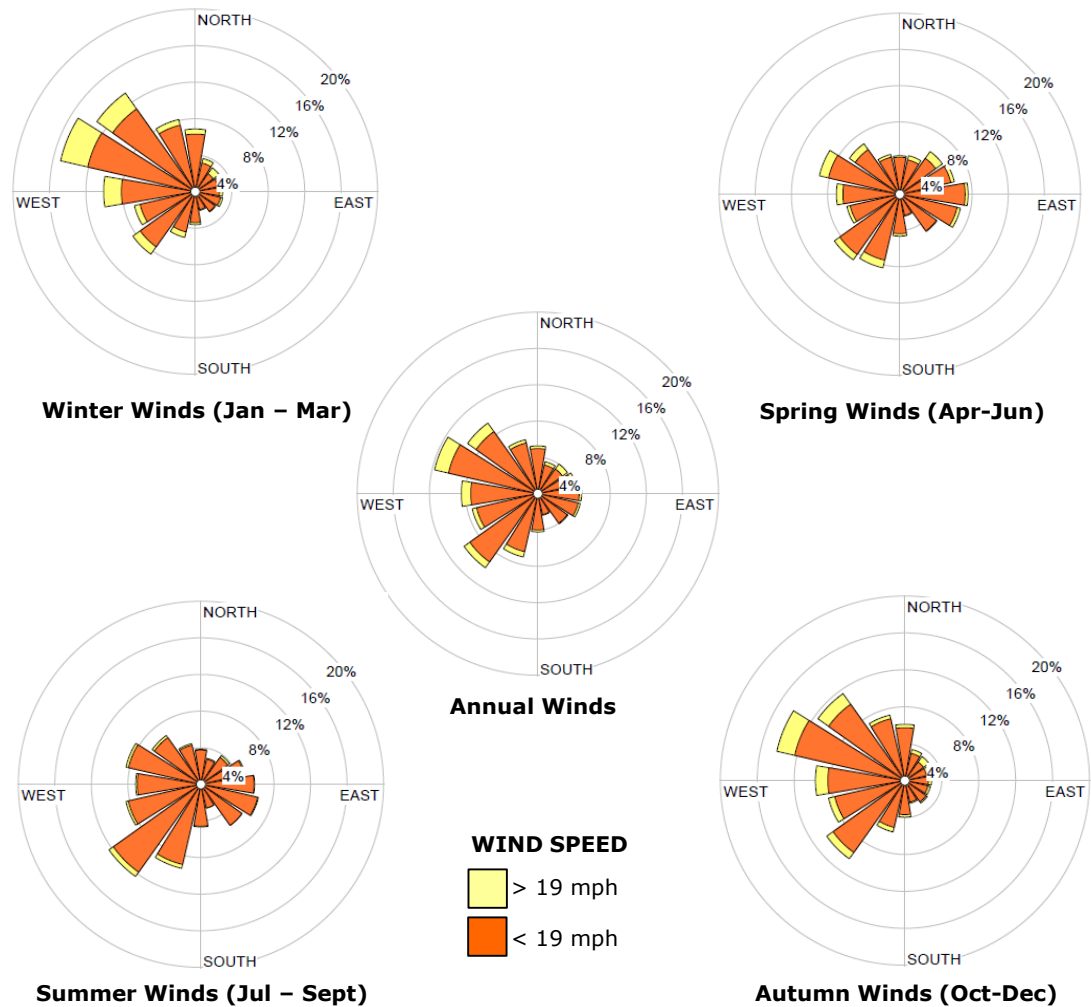 NORTH
20%
16%
12%
8%
4%
WEST
EAST
SOUTH
Winter Winds (Jan – Mar)
NORTH
20%
16%
12%
8%
4%
WEST
EAST
SOUTH
Spring Winds (Apr-Jun)
NORTH
20%
16%
12%
8%
4%
WEST
EAST
SOUTH
Annual Winds
NORTH
20%
16%
12%
8%
4%
WEST
EAST
SOUTH
Summer Winds (Jul – Sept)
WIND SPEED
> 19 mph
< 19 mph
NORTH
20%
16%
12%
8%
4%
WEST
EAST
SOUTH
Autumn Winds (Oct-Dec)